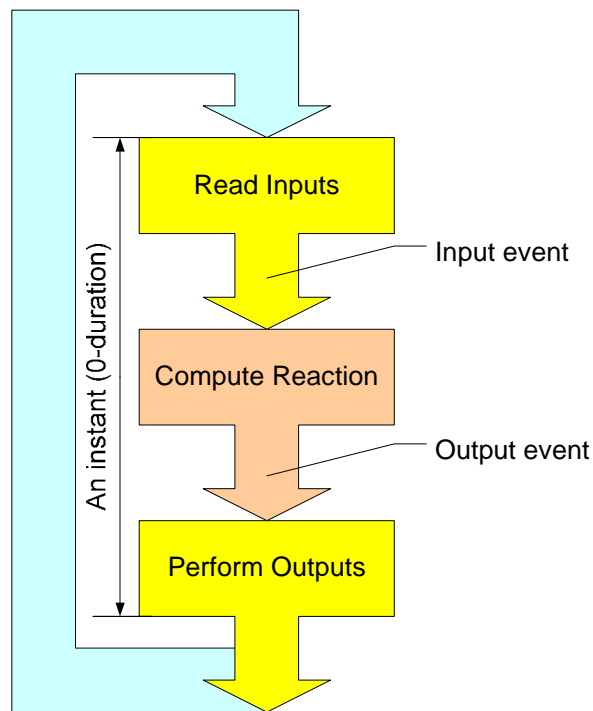 Read Inputs
Input event
An instant (0-duration)
Compute Reaction
Output event
Perform Outputs